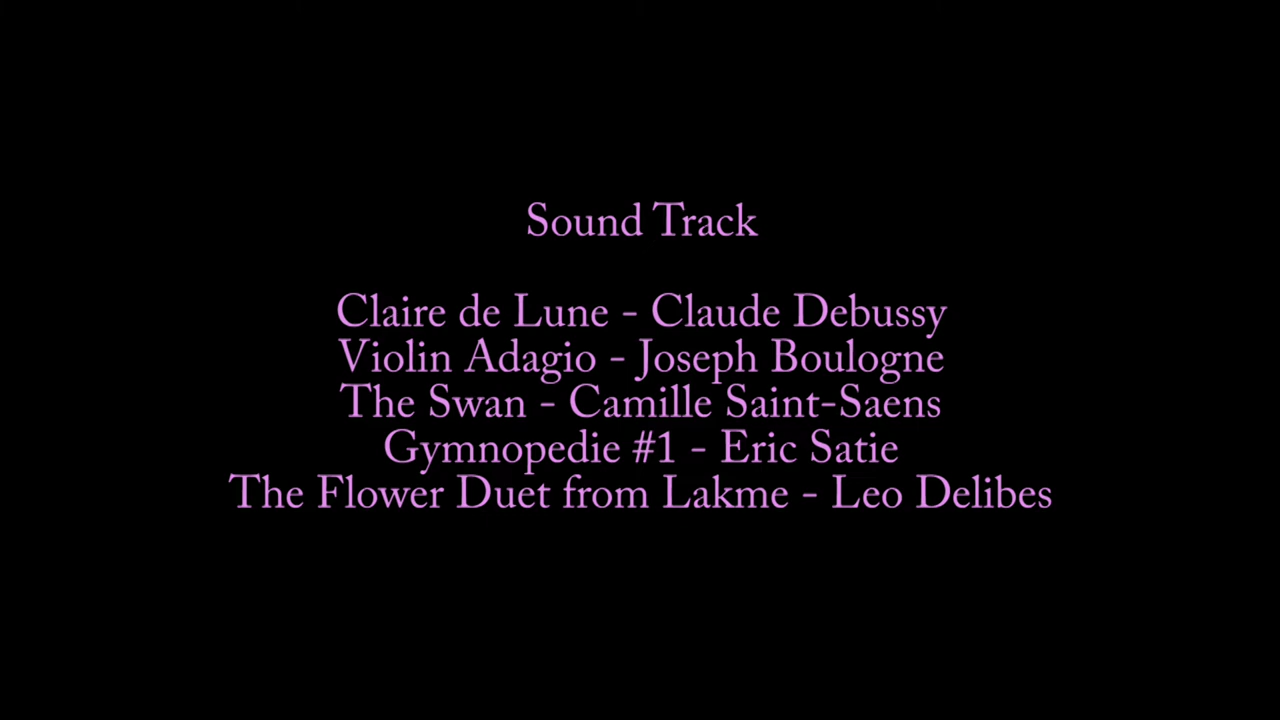 Sound Track
Claire de Lune - Claude Debussy
Violin Adagio - Joseph Boulogne
The Swan - Camille Saint-Saens
Gymnopedie #1 - Eric Satie
The Flower Duet from Lakme - Leo Delibes